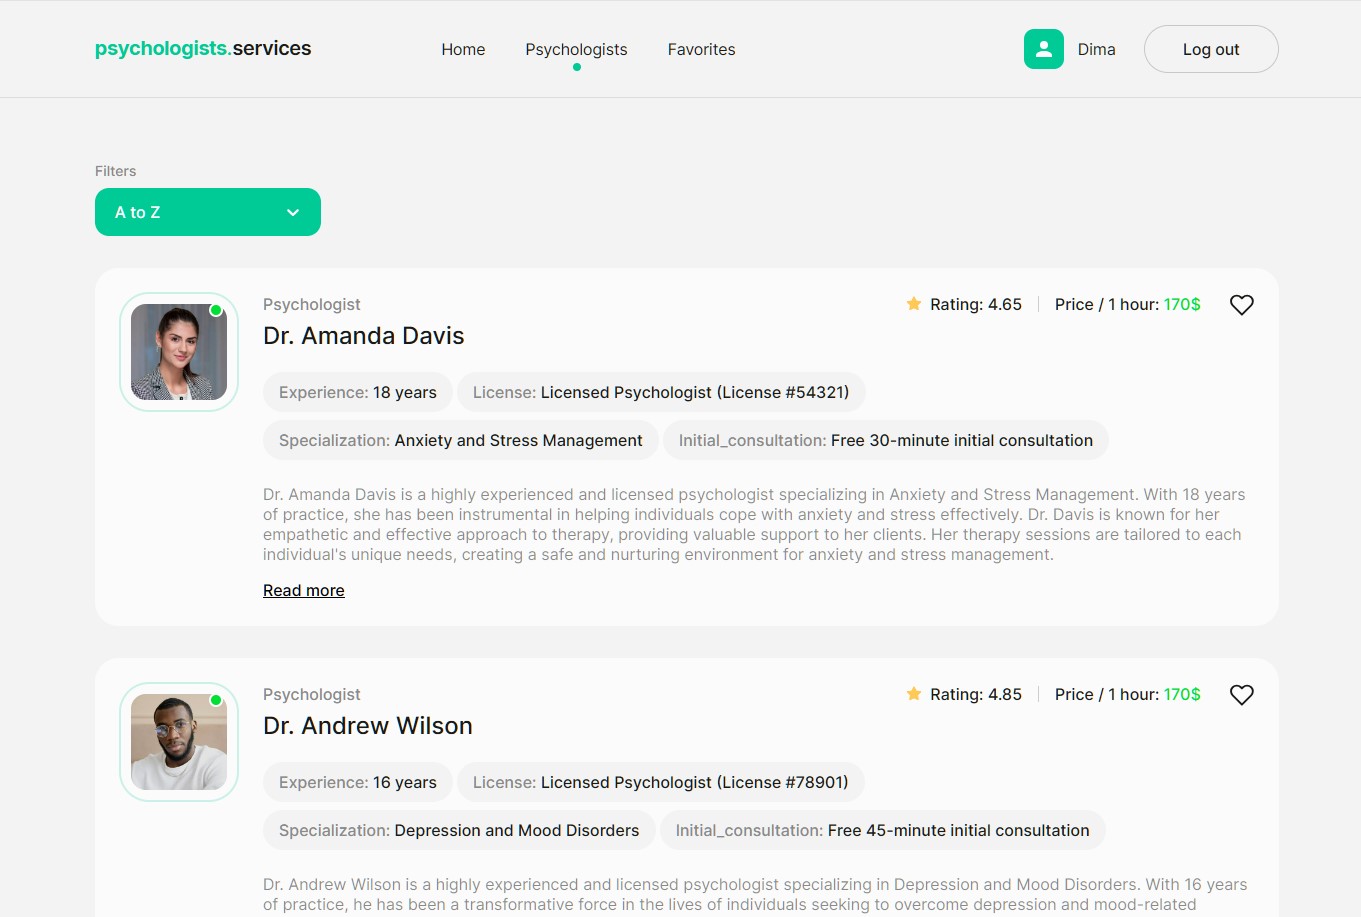 psychologists.services
Home
Psychologists
Favorites
Dima
Log out
Filters
A to Z
Psychologist
Rating: 4.65
Price / 1 hour: 170$
Dr. Amanda Davis
Experience: 18 years
License: Licensed Psychologist (License #54321)
Specialization: Anxiety and Stress Management
Initial_consultation: Free 30-minute initial consultation
Dr. Amanda Davis is a highly experienced and licensed psychologist specializing in Anxiety and Stress Management. With 18 years
of practice, she has been instrumental in helping individuals cope with anxiety and stress effectively. Dr. Davis is known for her
empathetic and effective approach to therapy, providing valuable support to her clients. Her therapy sessions are tailored to each
individual's unique needs, creating a safe and nurturing environment for anxiety and stress management.
Read more
Psychologist
Rating: 4.85
Price / 1 hour: 170$
Dr. Andrew Wilson
Experience: 16 years
License: Licensed Psychologist (License #78901)
Specialization: Depression and Mood Disorders
Initial_consultation: Free 45-minute initial consultation
Dr. Andrew Wilson is a highly experienced and licensed psychologist specializing in Depression and Mood Disorders. With 16 years
of practice, he has been a transformative force in the lives of individuals seeking to overcome depression and mood-related